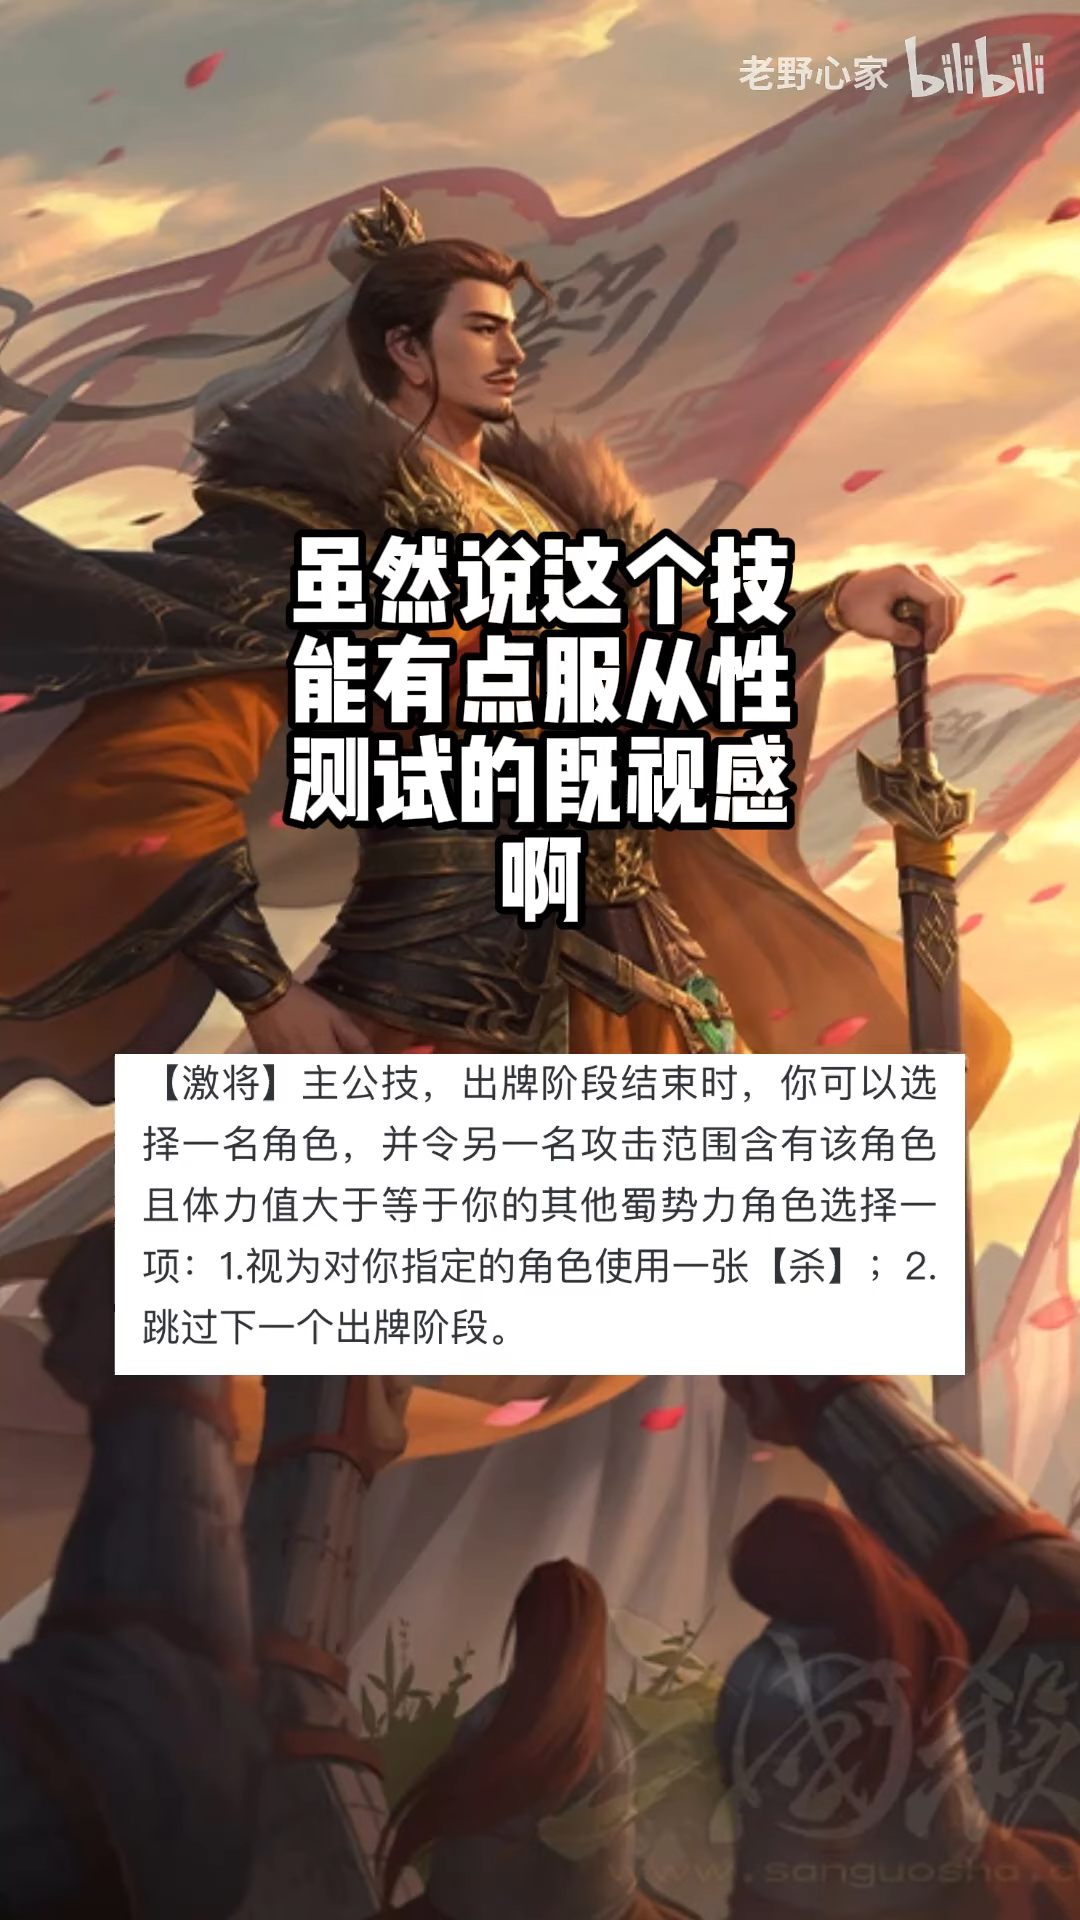 老野心家 bilibili
劉
虽然说这个技
能有点服从性
测试的既视感
啊
【激将】主公技，出牌阶段结束时，你可以选
择一名角色，并令另一名攻击范围含有该角色
且体力值大于等于你的其他蜀势力角色选择一
项：1.视为对你指定的角色使用一张【杀】；2.
跳过下一个出牌阶段。
www.sanguosha.c